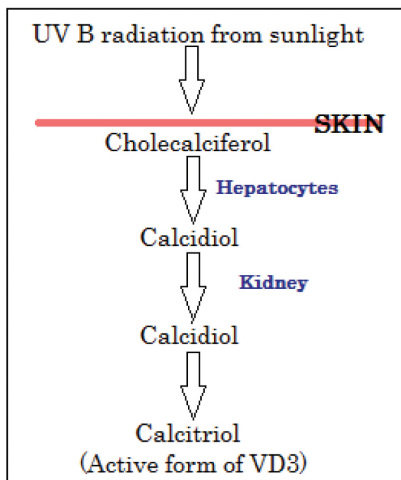 UV B radiation from sunlight
SKIN
Cholecalciferol
Hepatocytes
Calcidiol
Kidney
Calcidiol
Calcitriol
(Active form of VD3)